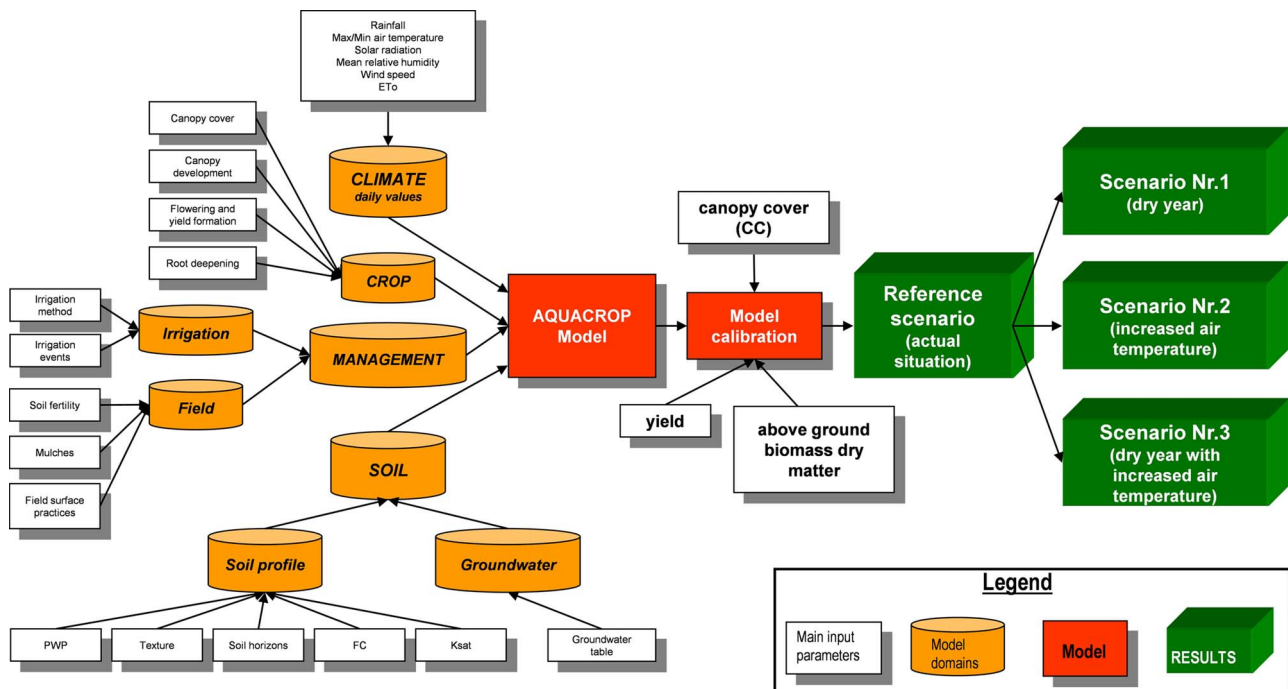 Rainfall
Max/Min air temperature
Solar radiation
Mean relative humidity
Wind speed
ETo
Canopy cover
Canopy
development
Flowering and
yield formation
Root deepening
CLIMATE
daily values
CROP
Irrigation
method
Irrigation
events
Irrigation
MANAGEMENT
Soil fertility
Mulches
Field surface
practices
Field
SOIL
Soil profile
Groundwater
PWP
Texture
Soil horizons
FC
Ksat
Groundwater
table
AQUACROP
Model
canopy cover
(CC)
Model
calibration
yield
above ground
biomass dry
matter
Reference
scenario
(actual
situation)
Scenario Nr.1
(dry year)
Scenario Nr.2
(increased air
temperature)
Scenario Nr.3
(dry year with
increased air
temperature)
Legend
Main input
parameters
Model
domains
Model
RESULTS